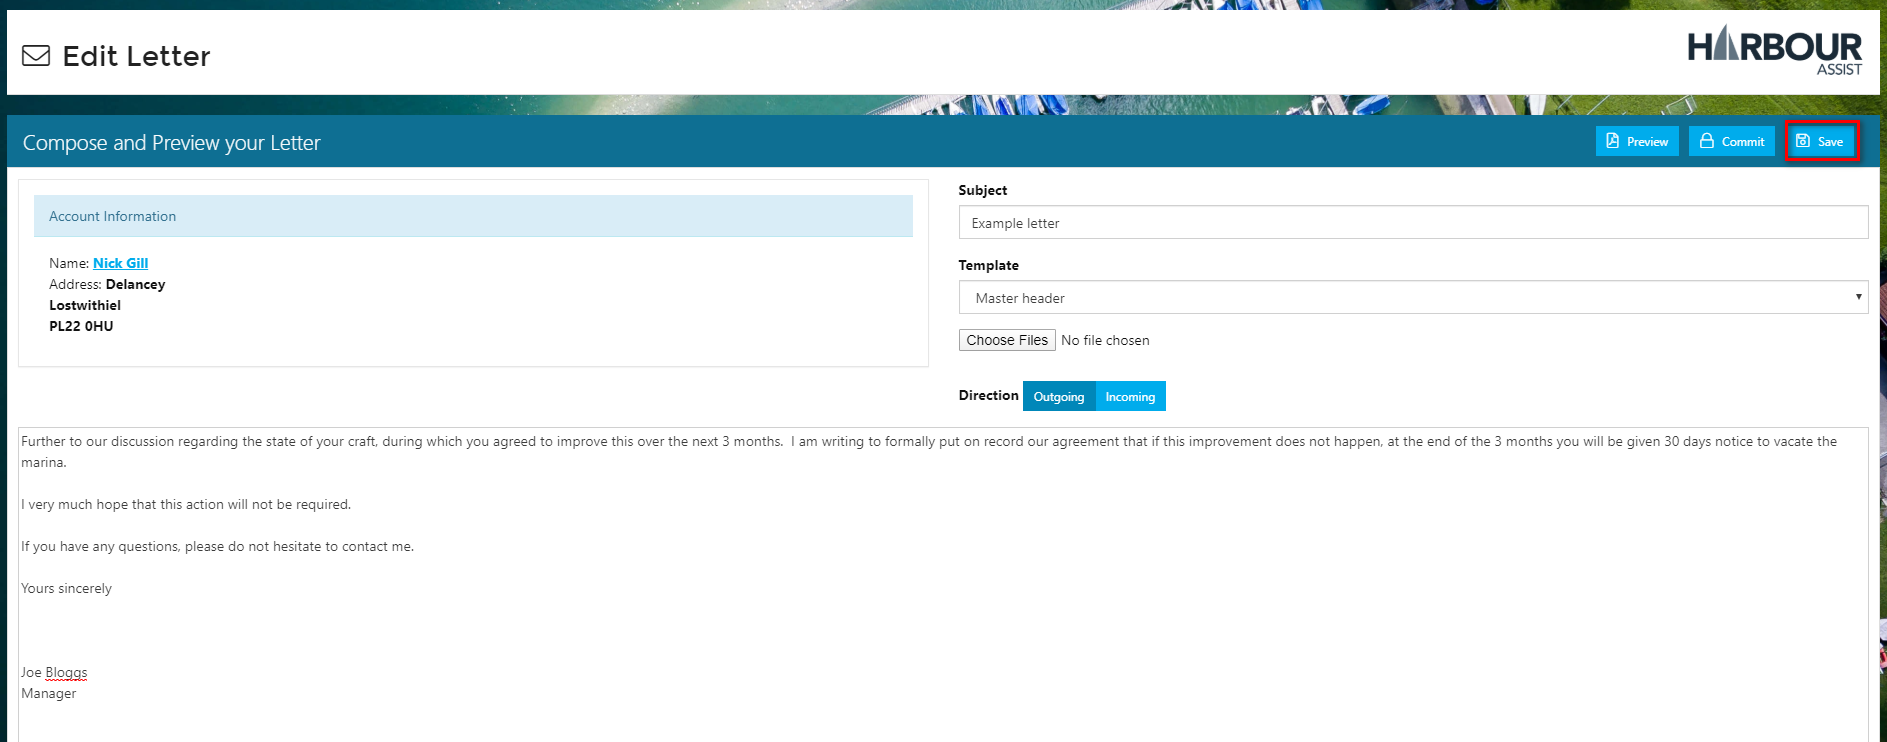 Edit Letter
HARBOUR
ASSIST
Compose and Preview your Letter
Preview
Commit
Save
Account Information
Name: Nick Gill
Address: Delancey
Lostwithiel
PL22 0HU
Subject
Example letter
Template
Master header
Choose Files No file chosen
Direction Outgoing Incoming
Further to our discussion regarding the state of your craft, during which you agreed to improve this over the next 3 months.  I am writing to formally put on record our agreement that if this improvement does not happen, at the end of the 3 months you will be given 30 days notice to vacate the
marina.
I very much hope that this action will not be required.
If you have any questions, please do not hesitate to contact me.
Yours sincerely
Joe Bloggs
Manager